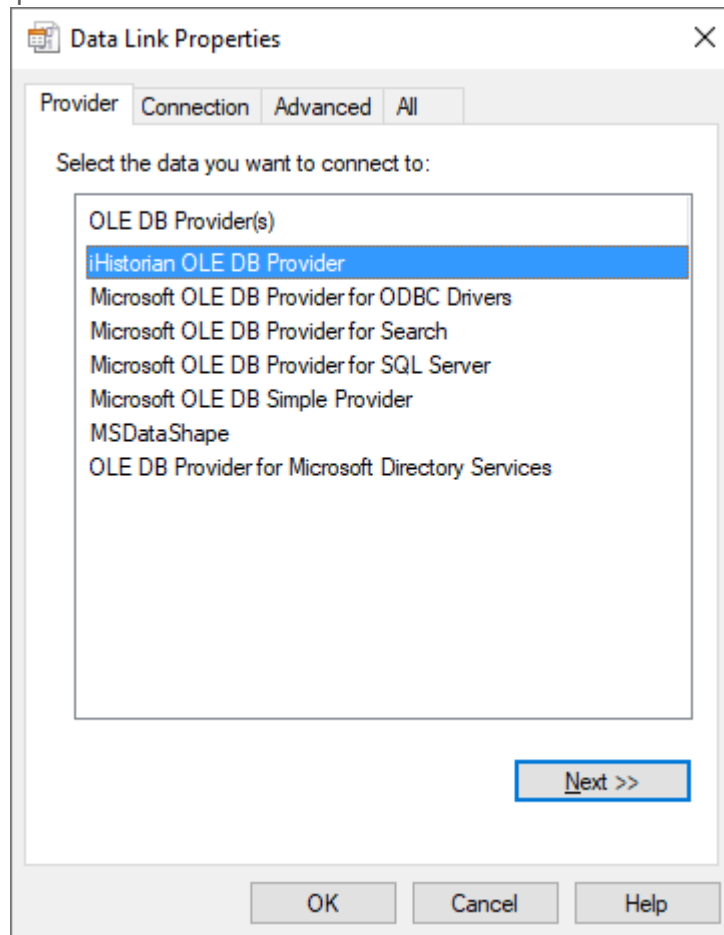 Data Link Properties
Provider Connection Advanced All
Select the data you want to connect to:
OLE DB Provider(s)
iHistorian OLE DB Provider
Microsoft OLE DB Provider for ODBC Drivers
Microsoft OLE DB Provider for Search
Microsoft OLE DB Provider for SQL Server
Microsoft OLE DB Simple Provider
MSDataShape
OLE DB Provider for Microsoft Directory Services
Next >>
OK Cancel Help